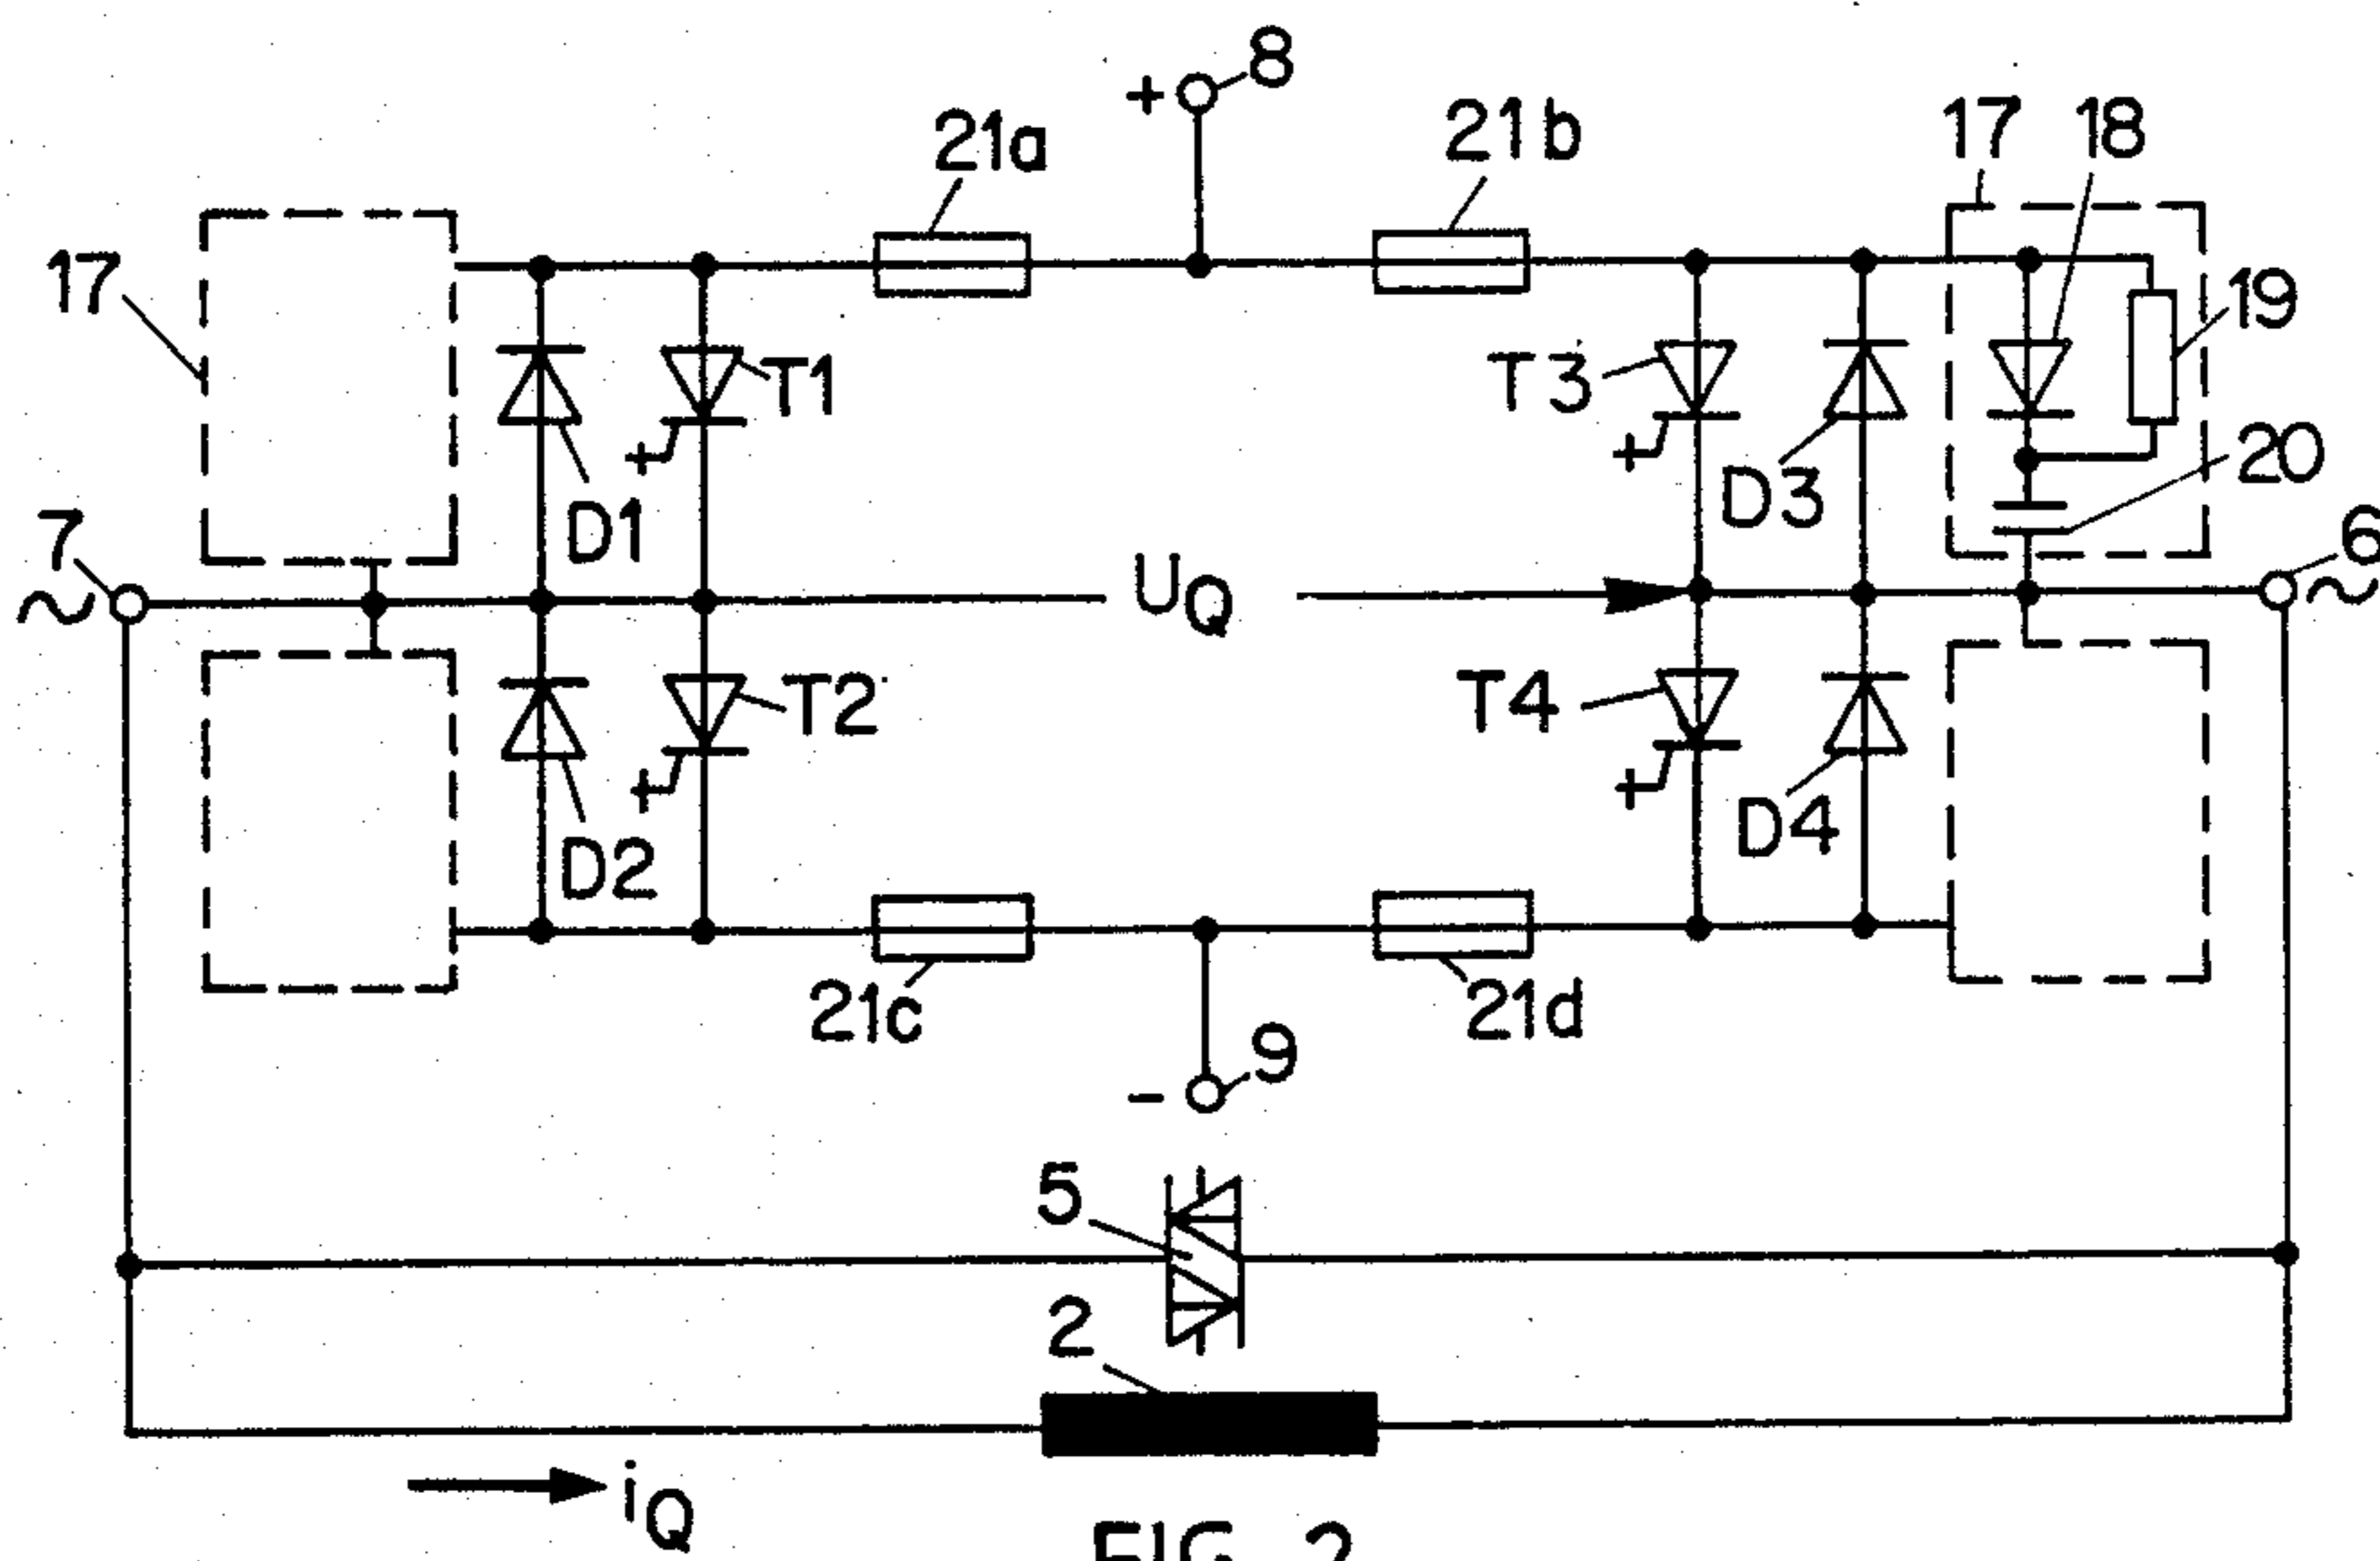 + 8
21a 21b 17 18
17 19
T1 T3
D1 D3 20
7 6
~ UQ ~
T2 T4
D2 D4
21c 21d
- 9
5
2
iQ
FIG. 2